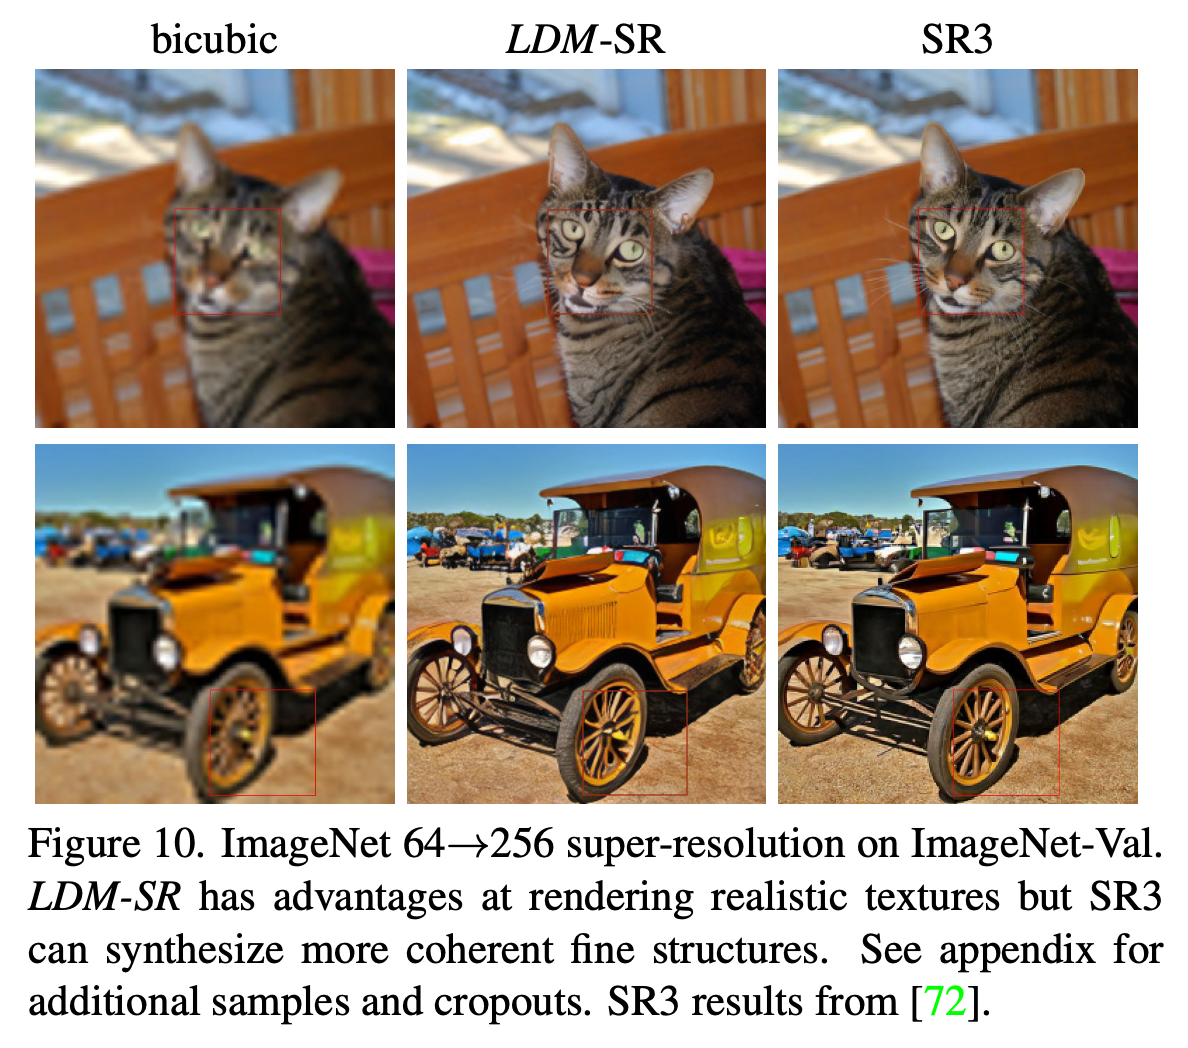 bicubic LDM-SR SR3
Figure 10. ImageNet 64→256 super-resolution on ImageNet-Val.
LDM-SR has advantages at rendering realistic textures but SR3
can synthesize more coherent fine structures. See appendix for
additional samples and cropouts. SR3 results from [72].